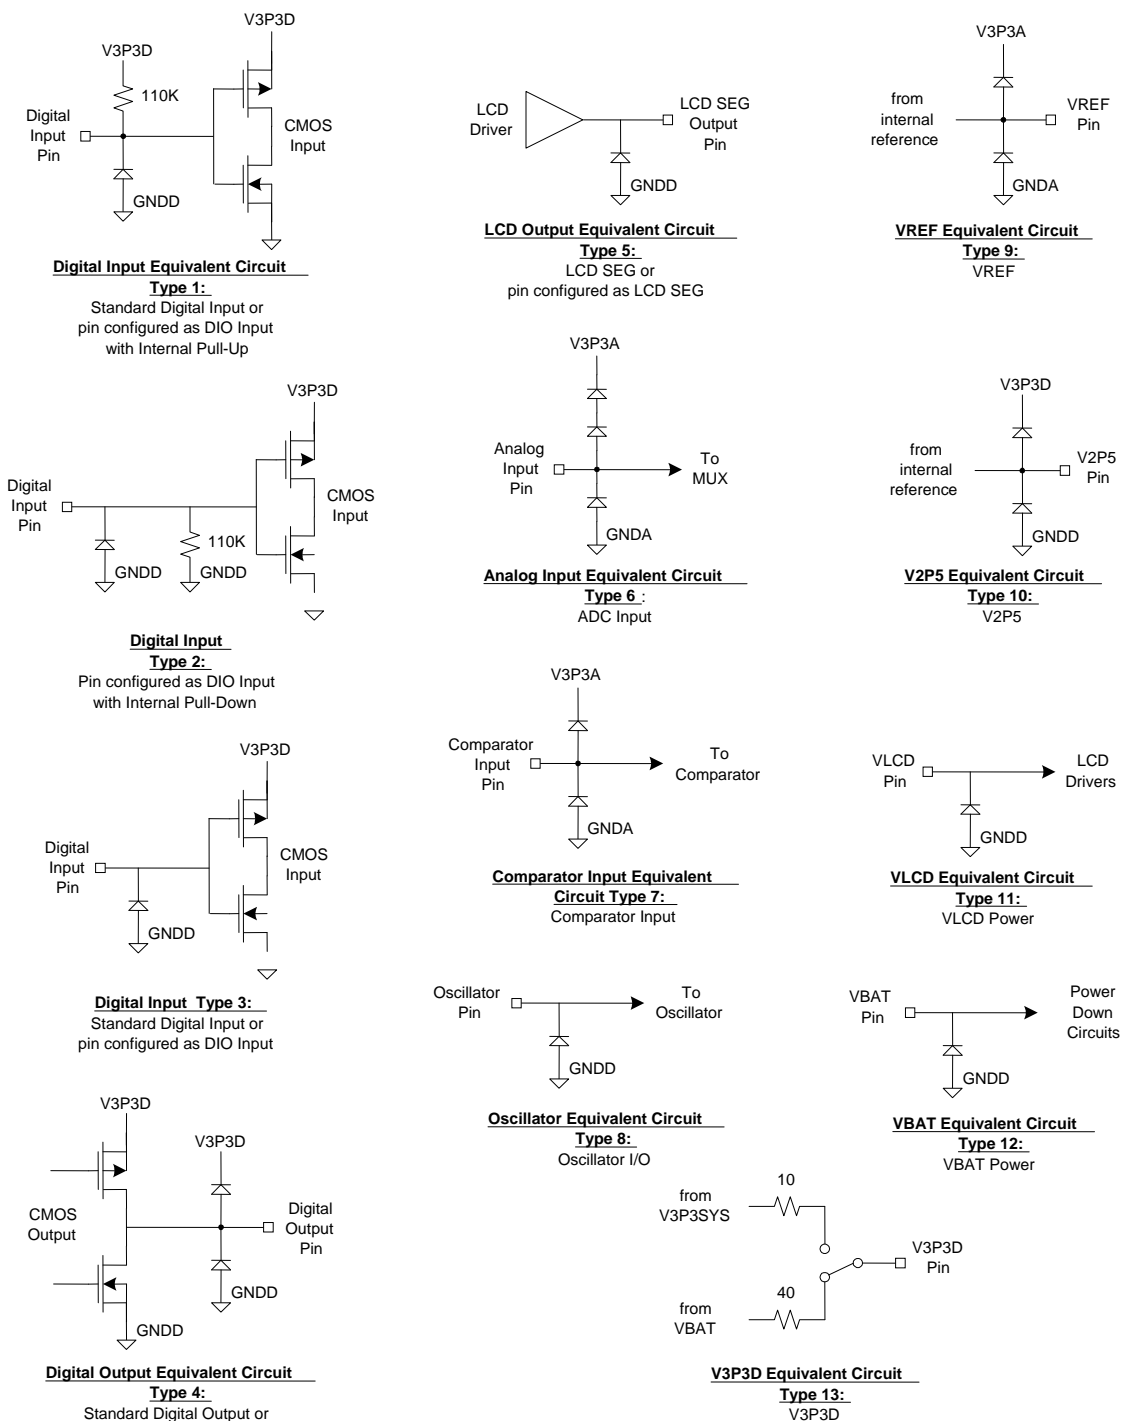 V3P3D
V3P3D
110K
Digital
Input
Pin
CMOS
Input
GNDD
Digital Input Equivalent Circuit
Type 1:
Standard Digital Input or
pin configured as DIO Input
with Internal Pull-Up
V3P3D
Digital
Input
Pin
CMOS
Input
110K
GNDD
GNDD
Digital Input
Type 2:
Pin configured as DIO Input
with Internal Pull-Down
V3P3D
Digital
Input
Pin
CMOS
Input
GNDD
Digital Input Type 3:
Standard Digital Input or
pin configured as DIO Input
V3P3D
V3P3D
CMOS
Output
Digital
Output
Pin
GNDD
GNDD
Digital Output Equivalent Circuit
Type 4:
Standard Digital Output or
LCD
Driver
LCD SEG
Output
Pin
GNDD
LCD Output Equivalent Circuit
Type 5:
LCD SEG or
pin configured as LCD SEG
V3P3A
Analog
Input
Pin
To
MUX
GNDA
Analog Input Equivalent Circuit
Type 6 :
ADC Input
V3P3A
Comparator
Input
Pin
To
Comparator
GNDA
Comparator Input Equivalent
Circuit Type 7:
Comparator Input
Oscillator
Pin
To
Oscillator
GNDD
Oscillator Equivalent Circuit
Type 8:
Oscillator I/O
V3P3A
from
internal
reference
VREF
Pin
GNDA
VREF Equivalent Circuit
Type 9:
VREF
V3P3D
from
internal
reference
V2P5
Pin
GNDD
V2P5 Equivalent Circuit
Type 10:
V2P5
VLCD
Pin
LCD
Drivers
GNDD
VLCD Equivalent Circuit
Type 11:
VLCD Power
VBAT
Pin
Power
Down
Circuits
GNDD
VBAT Equivalent Circuit
Type 12:
VBAT Power
10
from
V3P3SYS
V3P3D
Pin
40
from
VBAT
V3P3D Equivalent Circuit
Type 13:
V3P3D